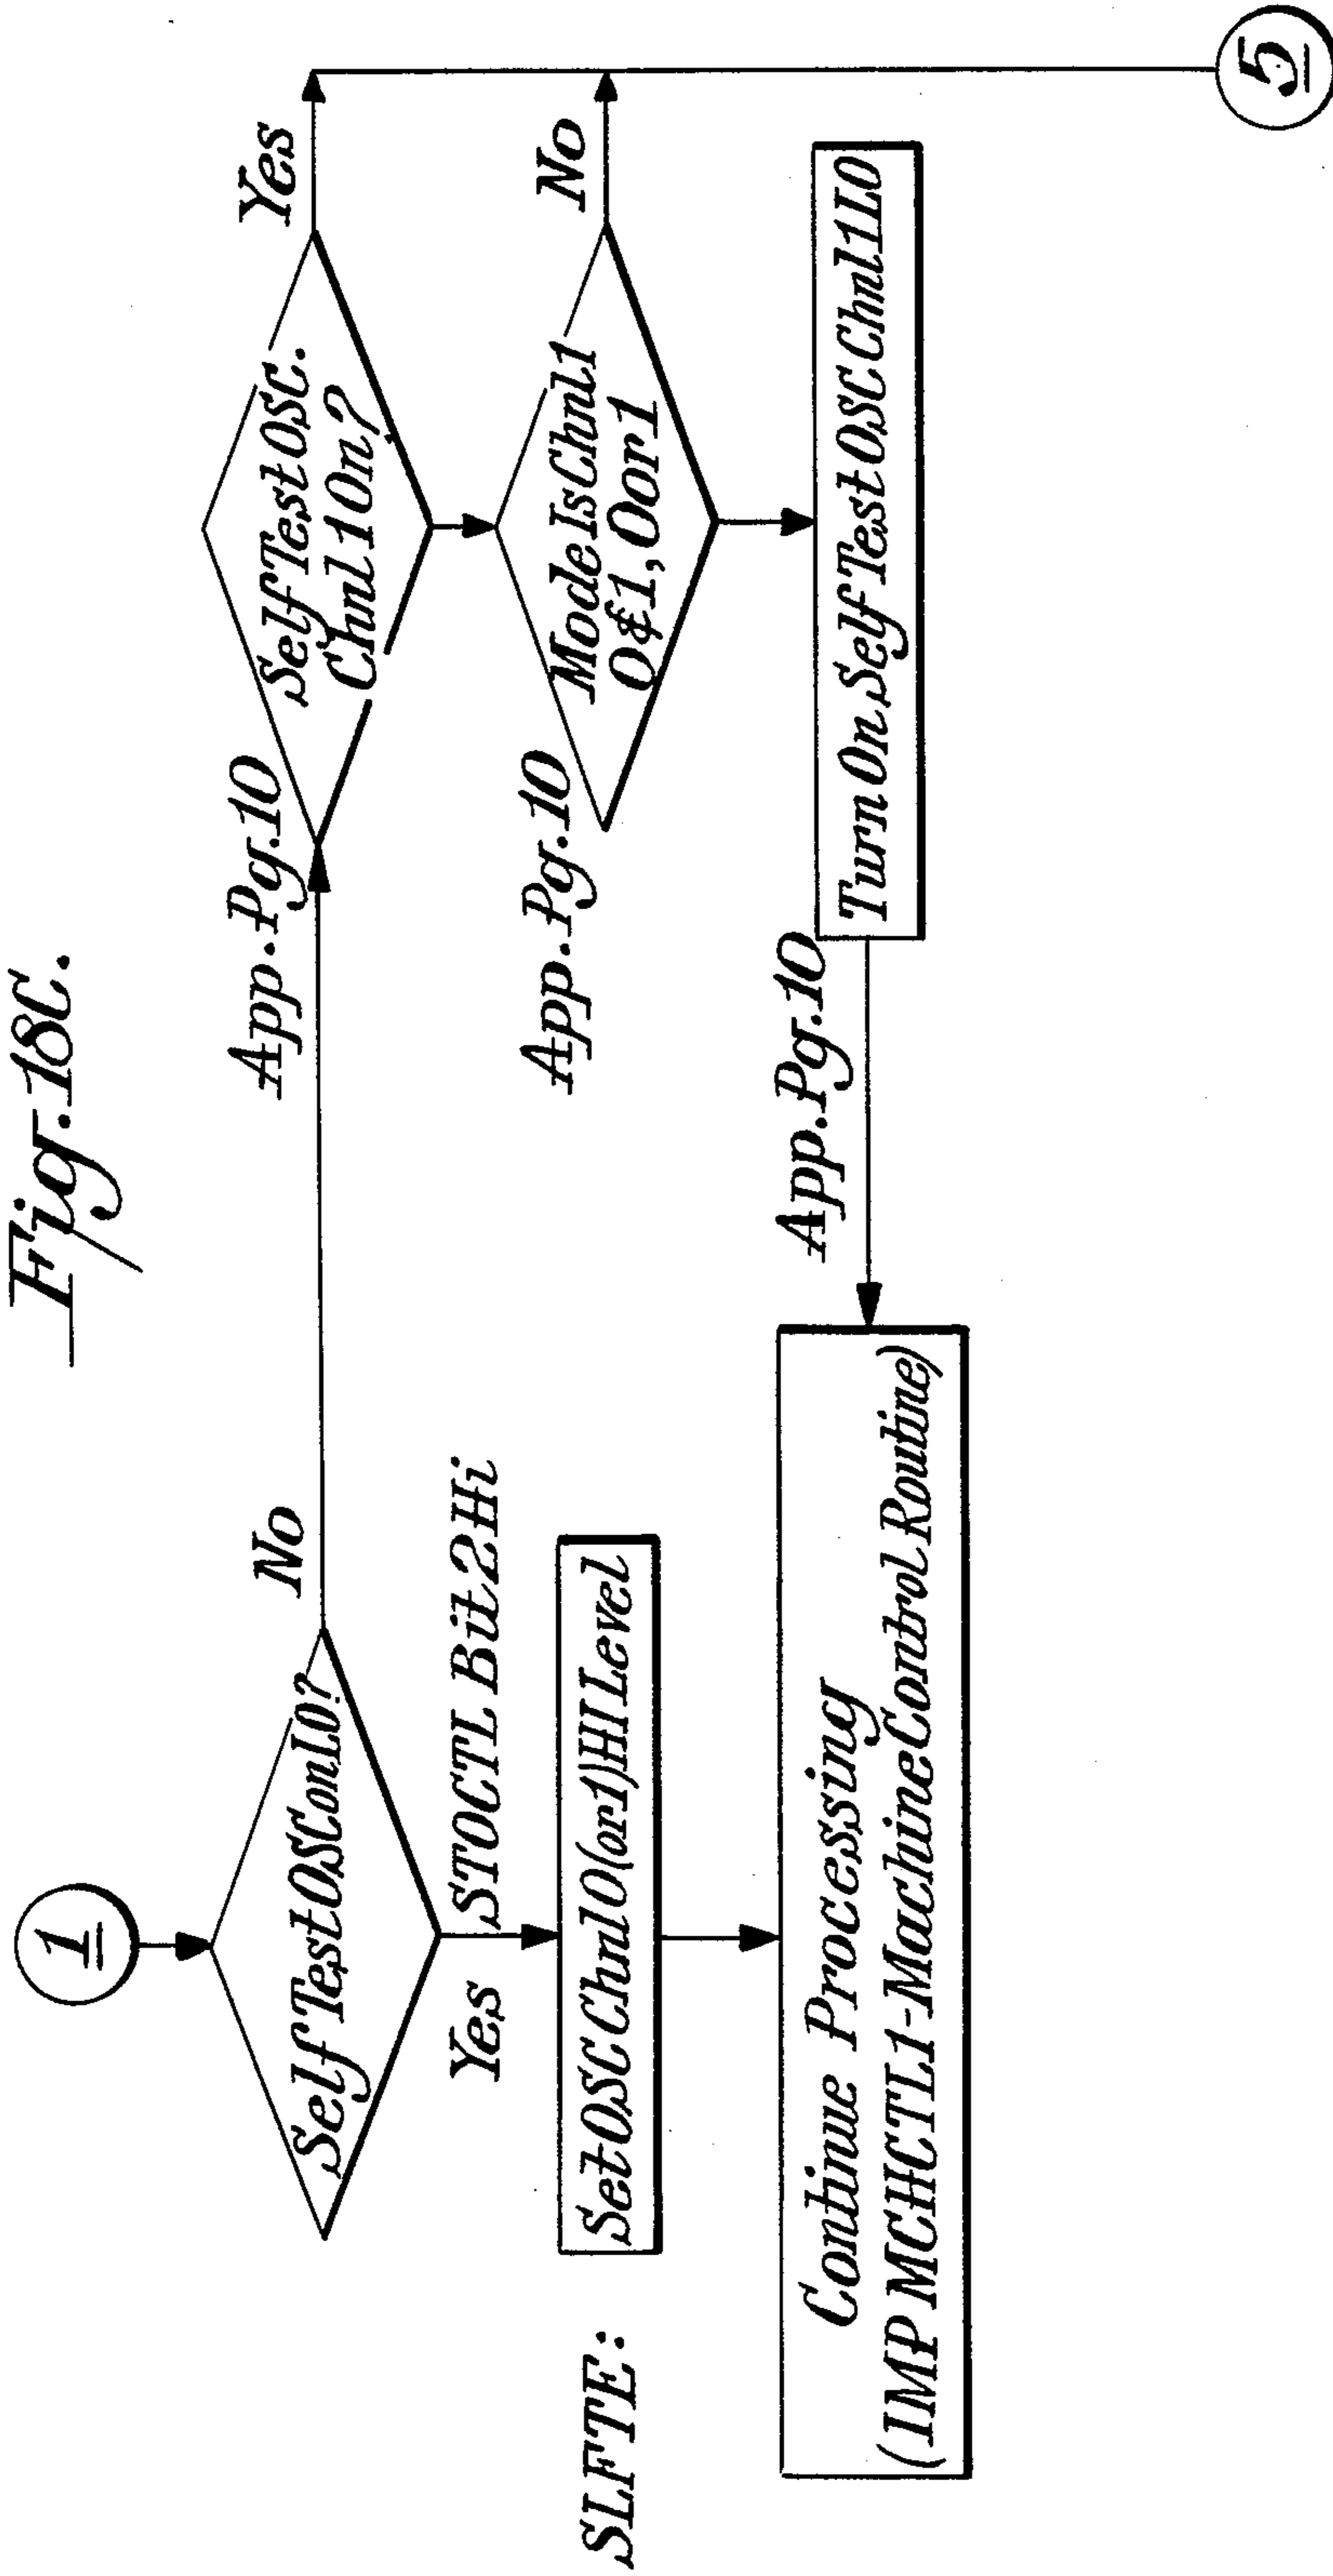 Fig. 18C.
1
Self Test OSC on LO?
No
Yes
STOCTL Bit 2 Hi
SLFTE:
Set OSC Chnl 0 (or 1) HI Level
Continue Processing
(IMP MCHCTL1-Machine Control Routine)
App. Pg. 10
Self Test OSC.
Chnl 1 On?
Yes
App. Pg. 10
Mode Is Chnl 1
0 & 1, 0 or 1
No
Turn On Self Test OSC Chnl 1 LO
App. Pg. 10
5